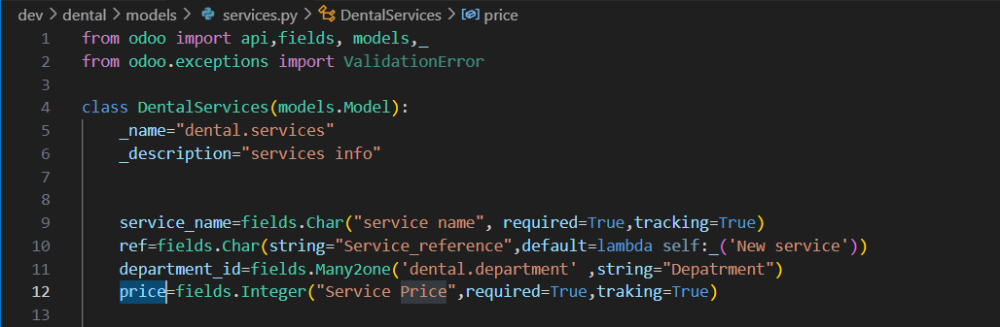 dev > dental > models > services.py > DentalServices > price
1 from odoo import api,fields, models,_
2 from odoo.exceptions import ValidationError
3
4 class DentalServices(models.Model):
5 _name="dental.services"
6 _description="services info"
7
8
9 service_name=fields.Char("service name", required=True,tracking=True)
10 ref=fields.Char(string="Service_reference",default=lambda self:_('New service'))
11 department_id=fields.Many2one('dental.department' ,string="Depatrment")
12 price=fields.Integer("Service Price",required=True,traking=True)
13